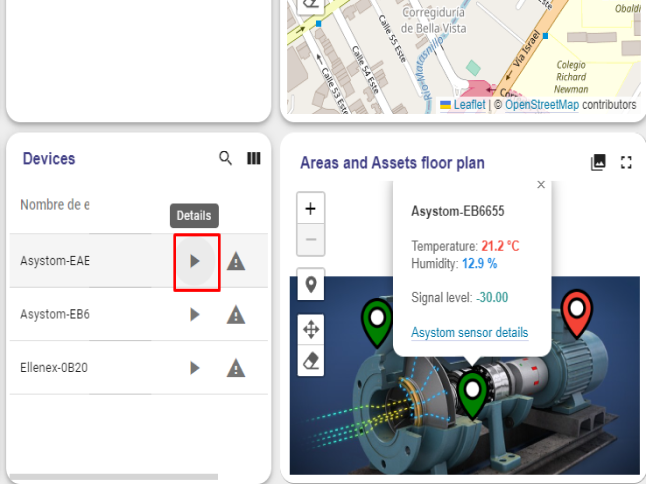 Corregiduría
de Bella Vista
Calle 55 Este
Calle 54 Este
Calle 53 Este
Río Matasnillo
Vía Israel
Obaldi
Colegio
Richard
Newman
Leaflet | © OpenStreetMap contributors
Devices
Nombre de e
Details
Asystom-EAE
Asystom-EB6
Ellenex-0B20
Areas and Assets floor plan
+
−
×
Asystom-EB6655
Temperature: 21.2 °C
Humidity: 12.9 %
Signal level: -30.00
Asystom sensor details